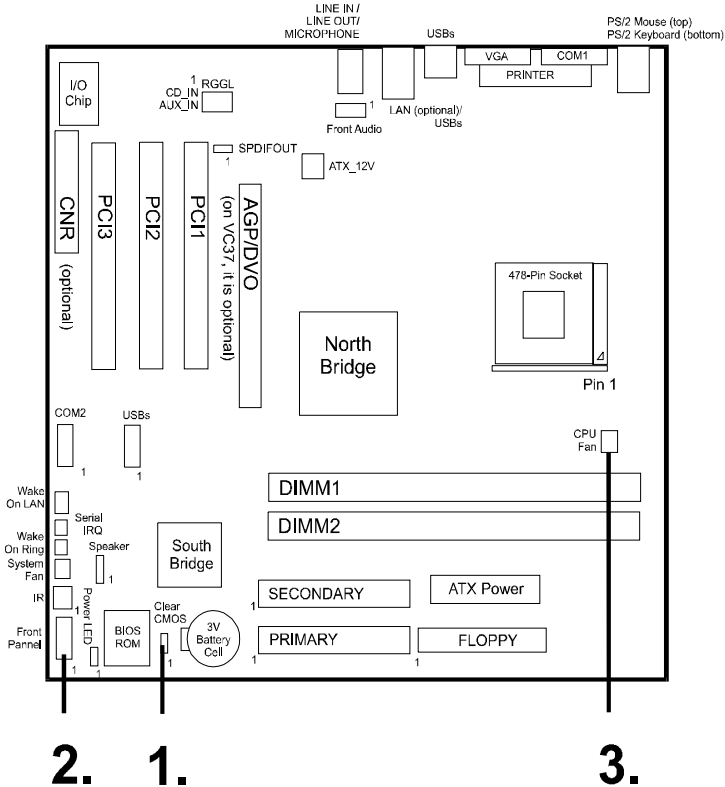 LINE IN /
LINE OUT/
MICROPHONE
USBs
PS/2 Mouse (top)
PS/2 Keyboard (bottom)
VGA
COM1
PRINTER
I/O
Chip
1 RGGL
CD_IN
AUX_IN
1
Front Audio
LAN (optional)/
USBs
SPDIFOUT
1
ATX_12V
CNR
(optional)
PCI3
PCI2
PCI1
AGP/DVO
(on VC37, it is optional)
478-Pin Socket
North
Bridge
Pin 1
COM2
1
USBs
1
CPU
Fan
Wake
On LAN
Serial
IRQ
Wake
On Ring
System
Fan
Speaker
1
South
Bridge
DIMM1
DIMM2
IR
1
Power LED
1
Front
Pannel
1
BIOS
ROM
Clear
CMOS
1
3V
Battery
Cell
SECONDARY
1
ATX Power
PRIMARY
1
FLOPPY
1
2.
1.
3.